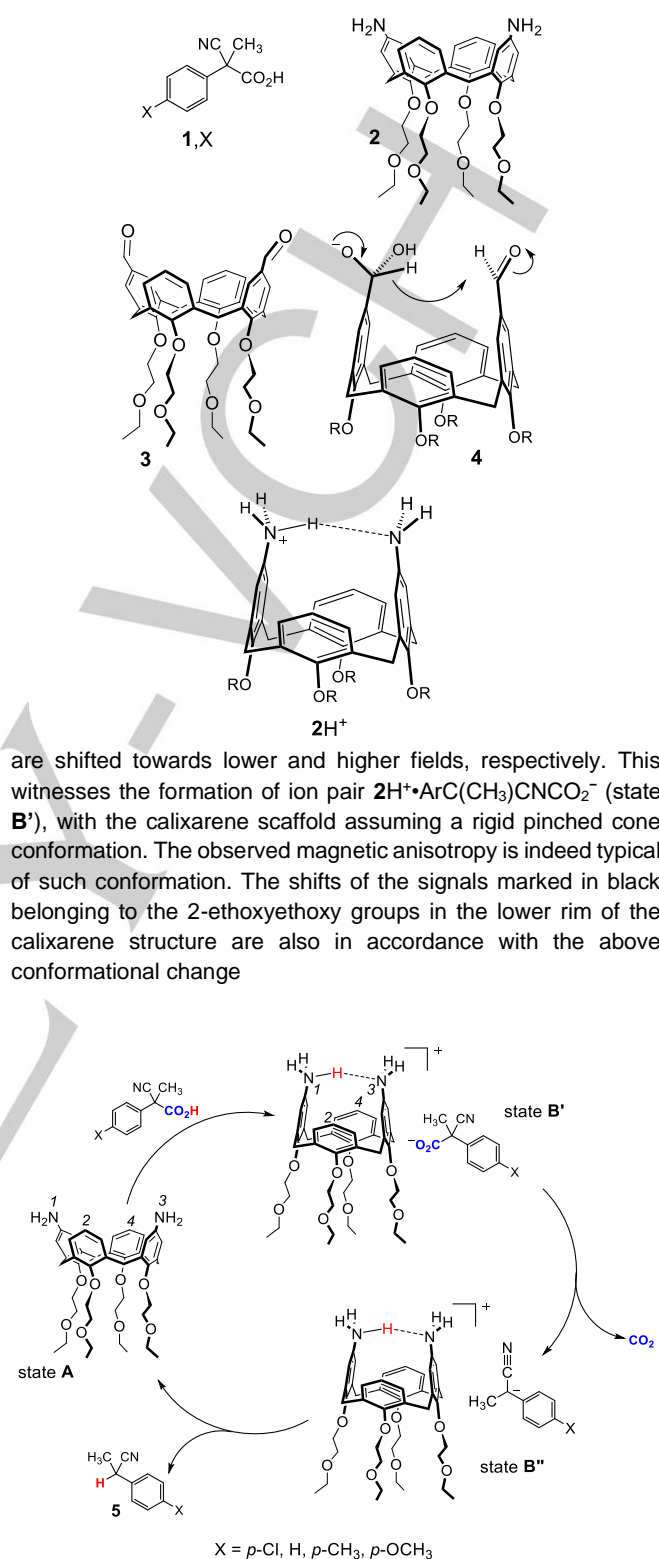 NC CH3
CO2H
X
1,X
H2N NH2
O O O O
O O O O
2
O O
O O O O
O O O O
3
−O OH H H O
RO OR OR OR
4
H H H H H
N+ N
RO OR OR OR
2H+
are shifted towards lower and higher fields, respectively. This
witnesses the formation of ion pair 2H+•ArC(CH3)CNCO2− (state
B’), with the calixarene scaffold assuming a rigid pinched cone
conformation. The observed magnetic anisotropy is indeed typical
of such conformation. The shifts of the signals marked in black
belonging to the 2-ethoxyethoxy groups in the lower rim of the
calixarene structure are also in accordance with the above
conformational change
NC CH3
CO2H
X
H H H H H +
N N
1 3
4
2
O O O O
O O O O
state B'
H3C CN
−O2C
X
1 3
H2N 2 4 NH2
O O O O
O O O O
state A
CO2
H H H H H +
N N
O O O O
O O O O
state B"
N
C
H3C −
X
H3C CN
H
5 X
X = p-Cl, H, p-CH3, p-OCH3